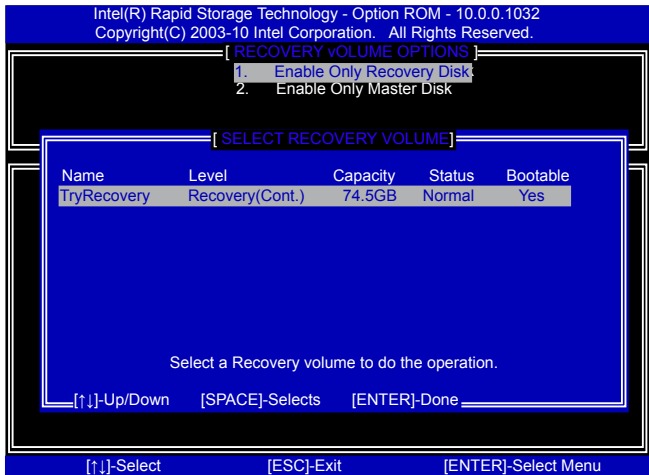 Intel(R) Rapid Storage Technology - Option ROM - 10.0.0.1032
Copyright(C) 2003-10 Intel Corporation. All Rights Reserved.
[ RECOVERY vOLUME OPTIONS ]
1. Enable Only Recovery Disk
2. Enable Only Master Disk
[ SELECT RECOVERY VOLUME]
Name Level Capacity Status Bootable
TryRecovery Recovery(Cont.) 74.5GB Normal Yes
Select a Recovery volume to do the operation.
[↑↓]-Up/Down [SPACE]-Selects [ENTER]-Done
[↑↓]-Select [ESC]-Exit [ENTER]-Select Menu